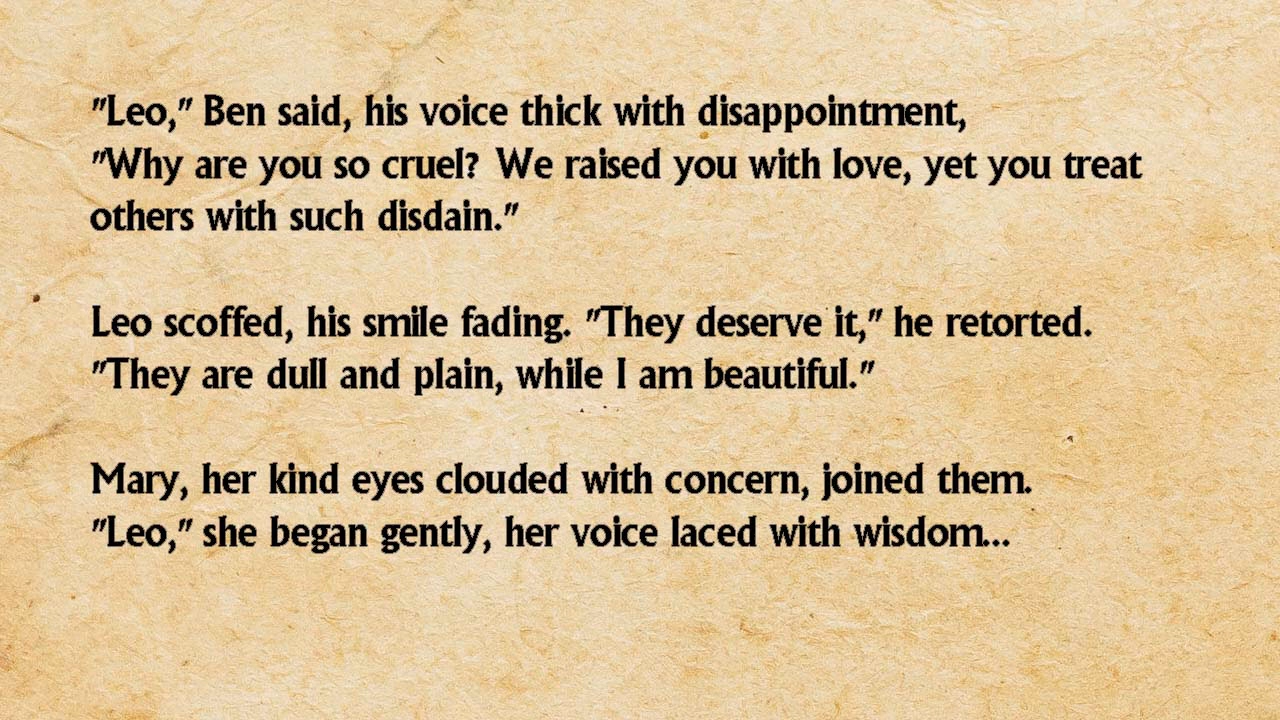 "Leo," Ben said, his voice thick with disappointment,
"Why are you so cruel? We raised you with love, yet you treat
others with such disdain."
Leo scoffed, his smile fading. "They deserve it," he retorted.
"They are dull and plain, while I am beautiful."
Mary, her kind eyes clouded with concern, joined them.
"Leo," she began gently, her voice laced with wisdom...